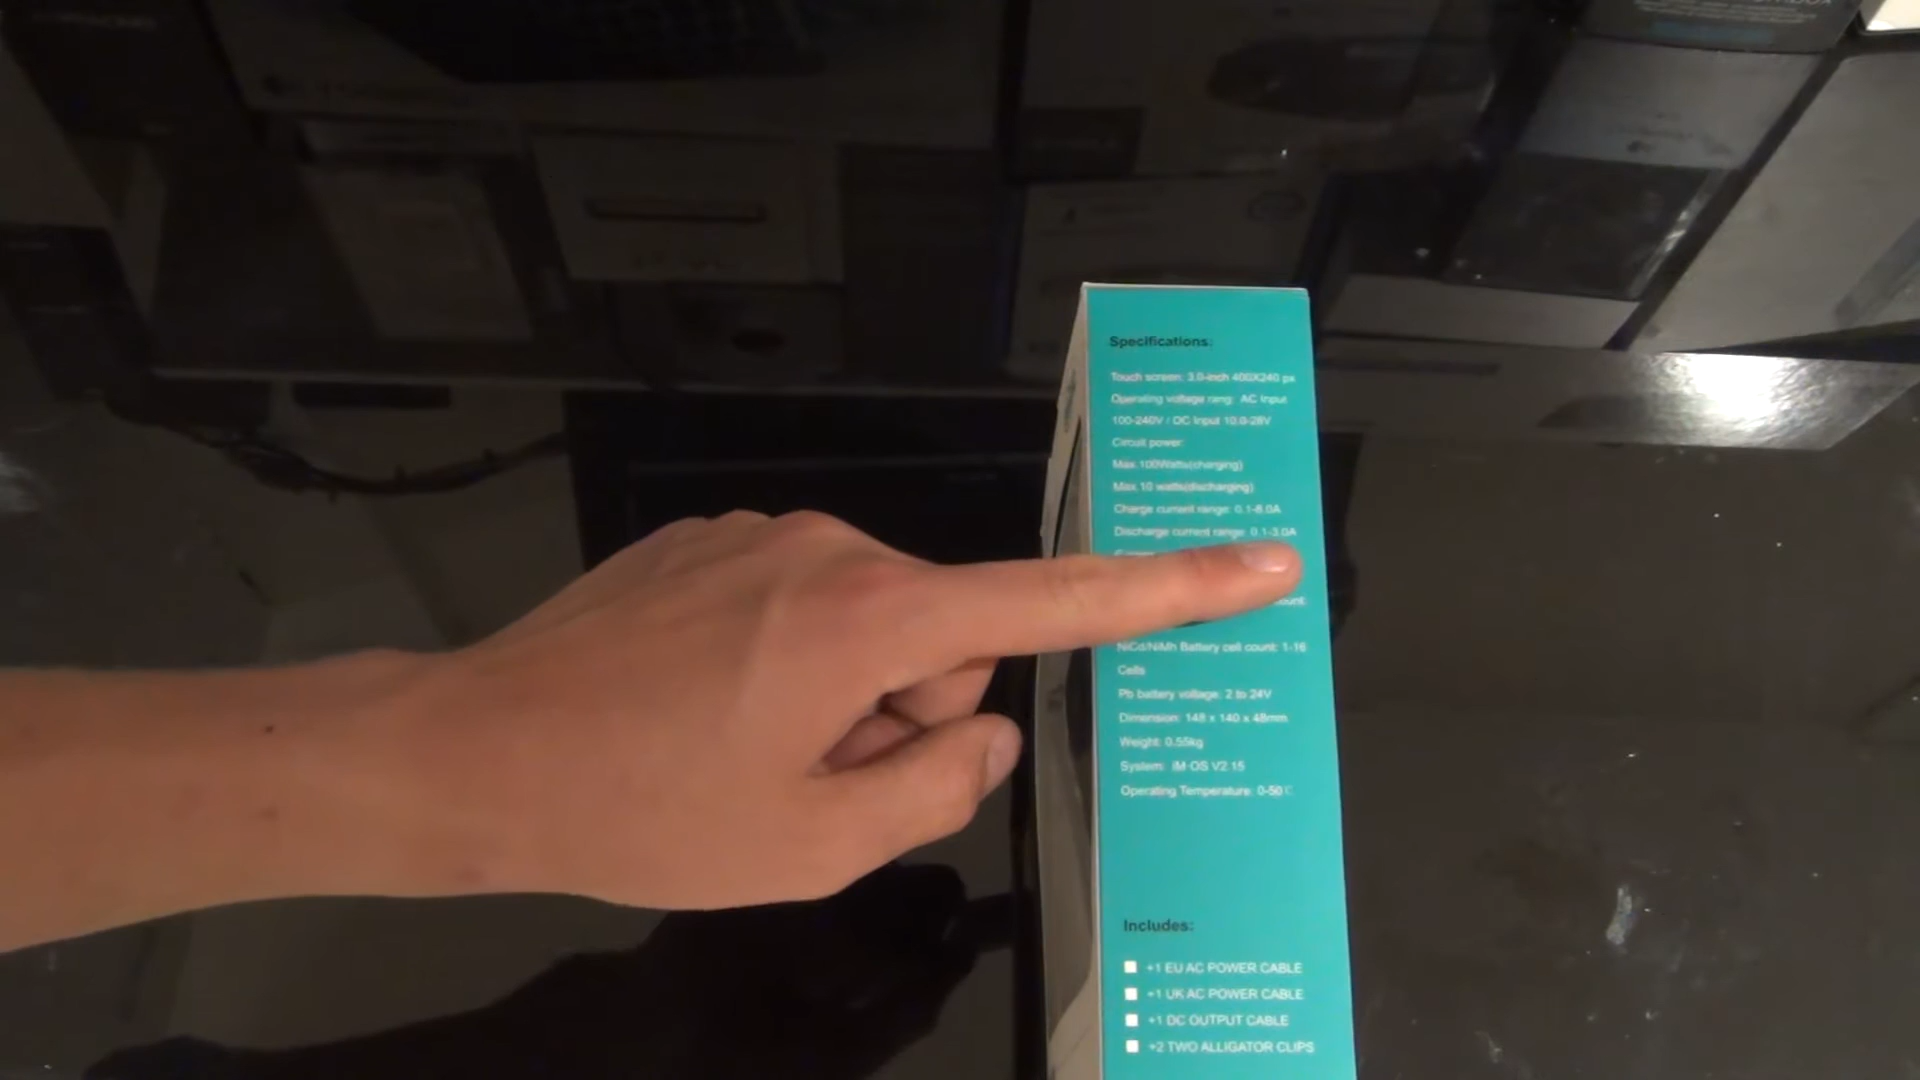 Specifications:
Touch screen: 3.0-inch 400X240 px
Operating voltage rang: AC Input
100-240V / DC Input 10.0-28V
Circuit power:
Max.100Watts(charging)
Max.10 watts(discharging)
Charge current range: 0.1-8.0A
Discharge current range: 0.1-3.0A
count:
NiCd/NiMh Battery cell count: 1-16
Cells
Pb battery voltage: 2 to 24V
Dimension: 148 x 140 x 48mm
Weight: 0.55kg
System: iM-OS V2.15
Operating Temperature: 0-50 C
Includes:
+1 EU AC POWER CABLE
+1 UK AC POWER CABLE
+1 DC OUTPUT CABLE
+2 TWO ALLIGATOR CLIPS